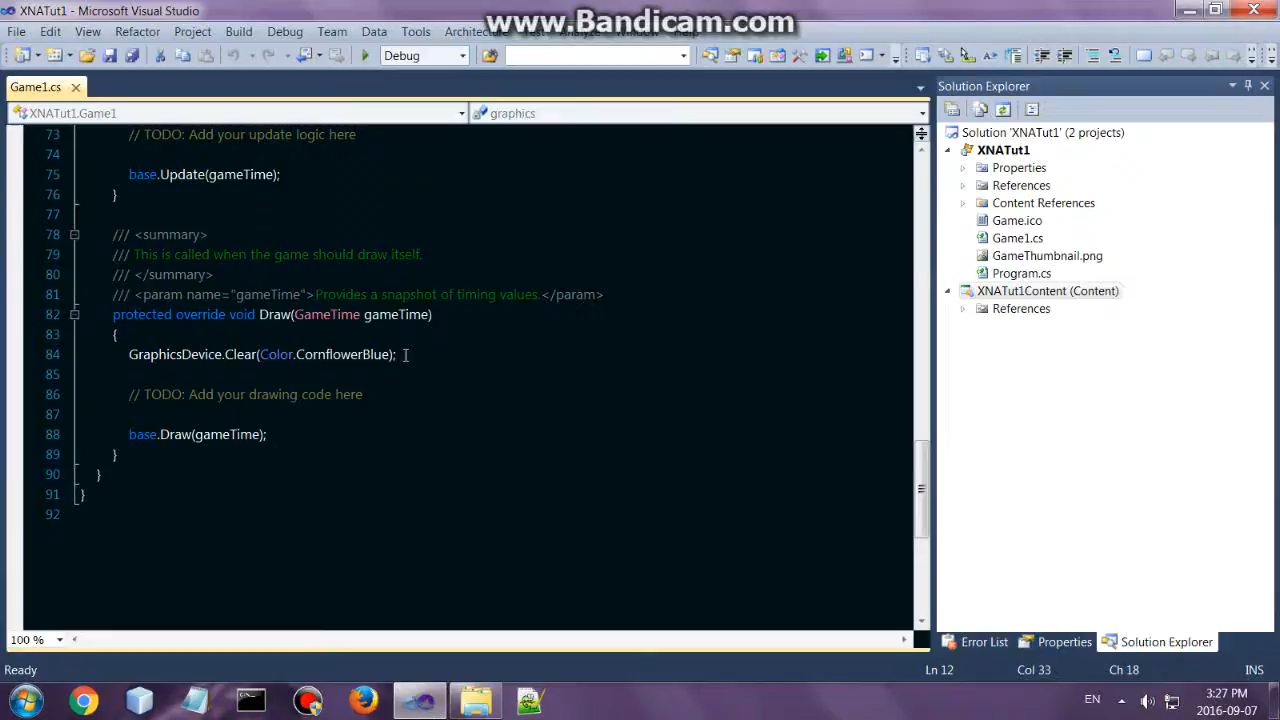 XNATut1 - Microsoft Visual Studio
www.Bandicam.com
File Edit View Refactor Project Build Debug Team Data Tools
Debug
Game1.cs
XNATut1.Game1
graphics
73 // TODO: Add your update logic here
74
75 base.Update(gameTime);
76 }
77
78 /// <summary>
79 /// This is called when the game should draw itself.
80 /// </summary>
81 /// <param name="gameTime">Provides a snapshot of timing values.</param>
82 protected override void Draw(GameTime gameTime)
83 {
84 GraphicsDevice.Clear(Color.CornflowerBlue);
85
86 // TODO: Add your drawing code here
87
88 base.Draw(gameTime);
89 }
90 }
91 }
92
100 %
Solution Explorer
Solution 'XNATut1' (2 projects)
XNATut1
Properties
References
Content References
Game.ico
Game1.cs
GameThumbnail.png
Program.cs
XNATut1Content (Content)
References
Error List Properties Solution Explorer
Ready Ln 12 Col 33 Ch 18 INS
EN
3:27 PM
2016-09-07